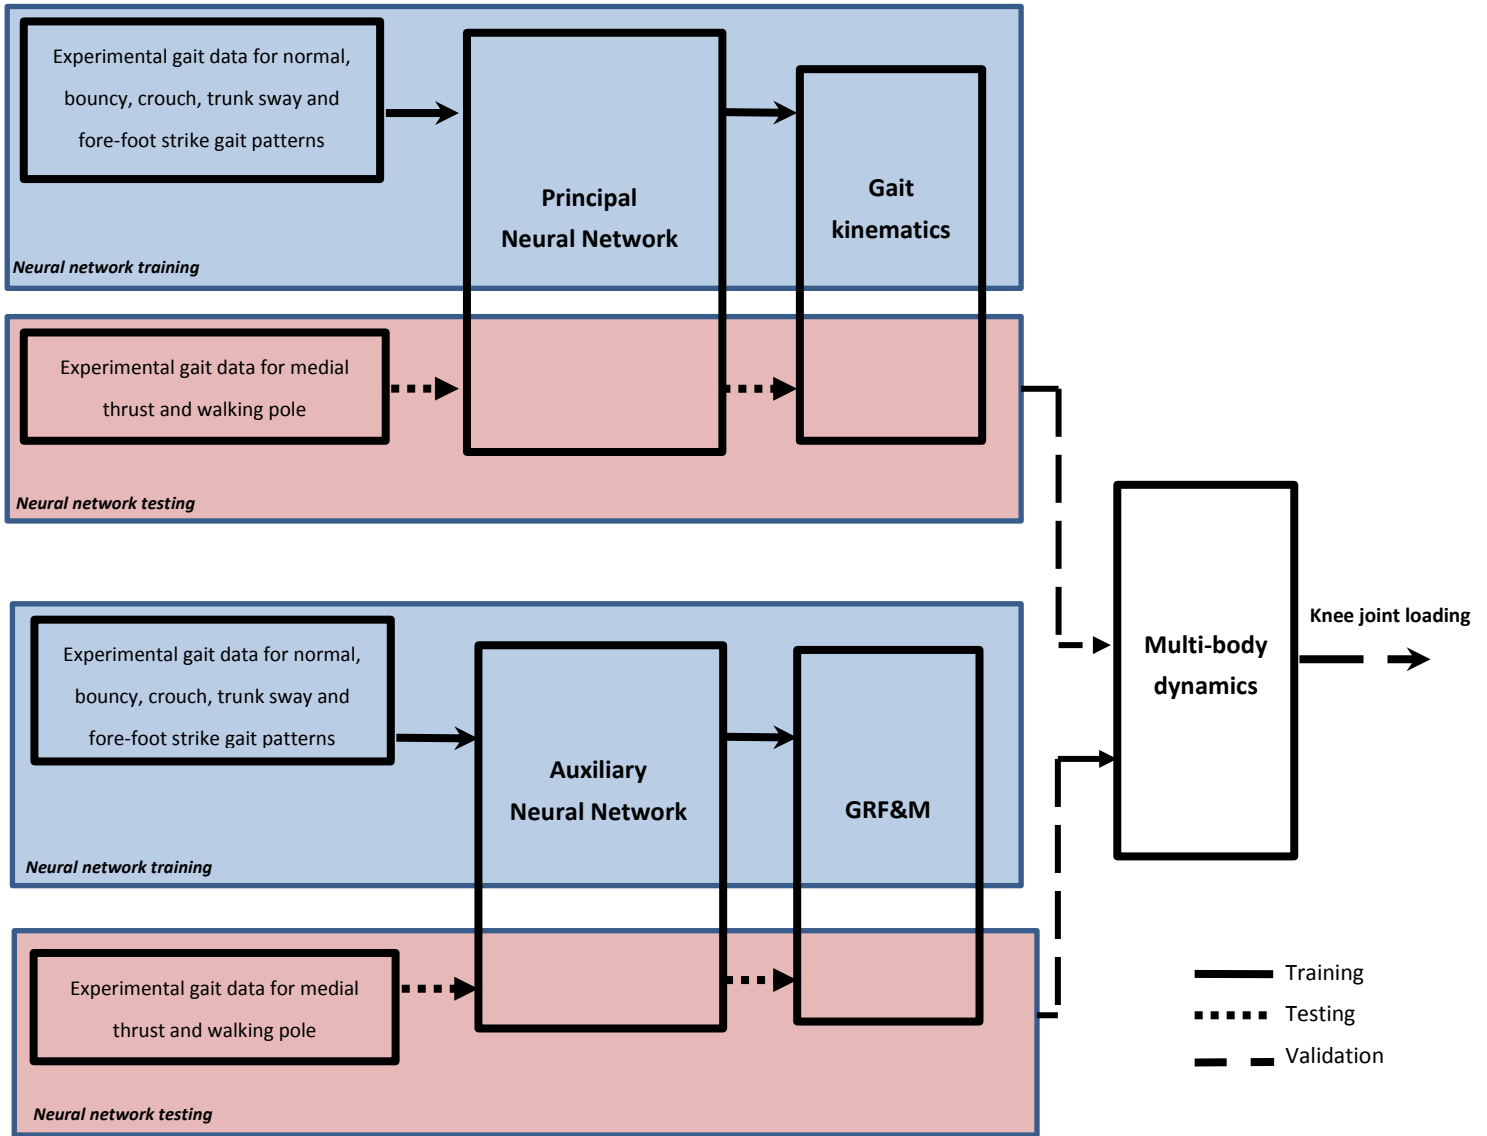 Experimental gait data for normal,
bouncy, crouch, trunk sway and
fore-foot strike gait patterns
Principal
Neural Network
Gait
kinematics
Neural network training
Experimental gait data for medial
thrust and walking pole
Neural network testing
Experimental gait data for normal,
bouncy, crouch, trunk sway and
fore-foot strike gait patterns
Auxiliary
Neural Network
GRF&M
Neural network training
Multi-body
dynamics
Knee joint loading
Experimental gait data for medial
thrust and walking pole
Neural network testing
Training
Testing
Validation